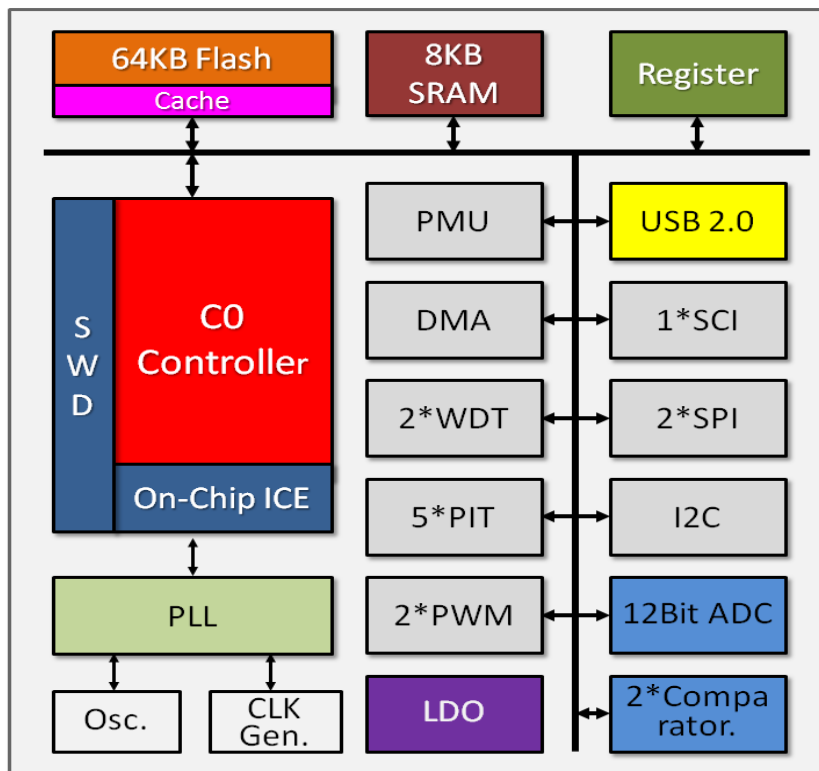 64KB Flash
Cache
8KB
SRAM
Register
S
W
D
C0
Controller
On-Chip ICE
PMU
USB 2.0
DMA
1*SCI
2*WDT
2*SPI
5*PIT
I2C
PLL
2*PWM
12Bit ADC
Osc.
CLK
Gen.
LDO
2*Compa
rator.